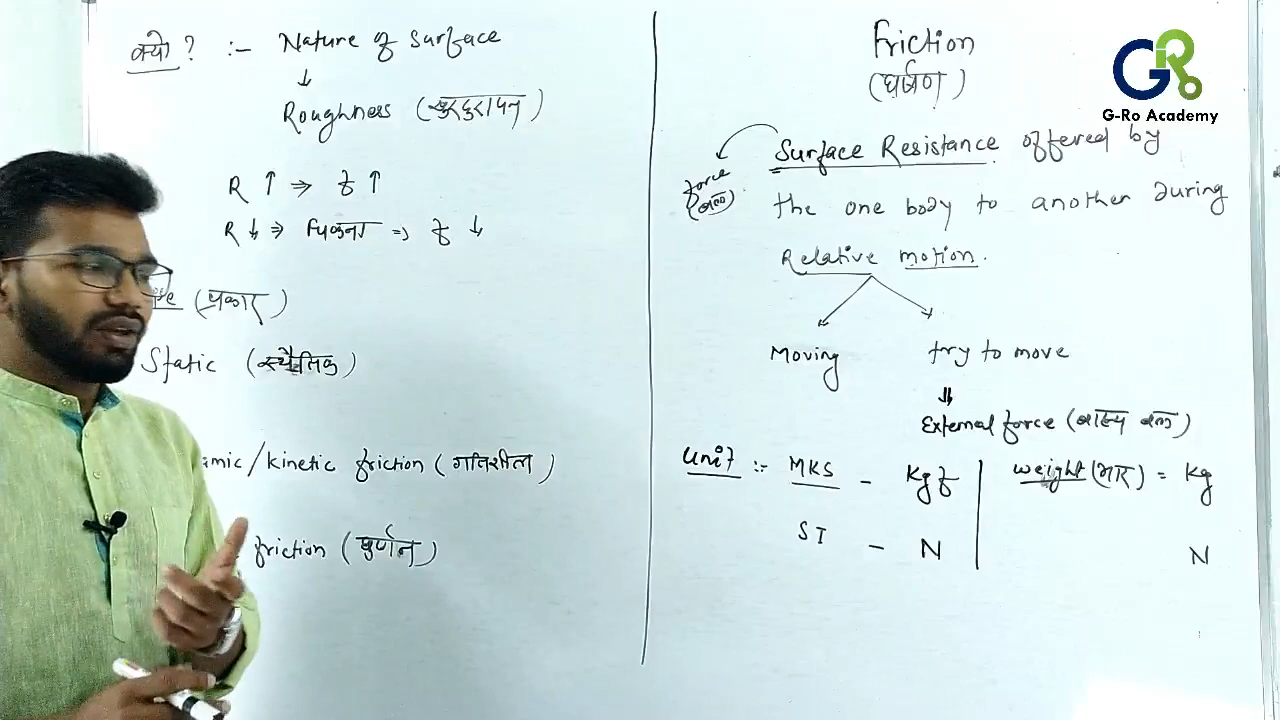 क्यो ? :- Nature of Surface
↓
Roughness (खुरदुरापन)
R ↑ ⇒ f ↑
R ↓ ⇒ चिकना ⇒ f ↓
(प्रकार)
Static (स्थैतिक)
amic/kinetic friction (गतिशील)
friction (घुर्णन)
Friction
(घर्षण)
Surface Resistance offered by
force
(बल)
the one body to another during
Relative motion.
Moving
try to move
⇓
External force (बाह्य बल)
Unit :- MKS - Kgf
SI - N
weight (भार) = Kg
N
GR
G-Ro Academy